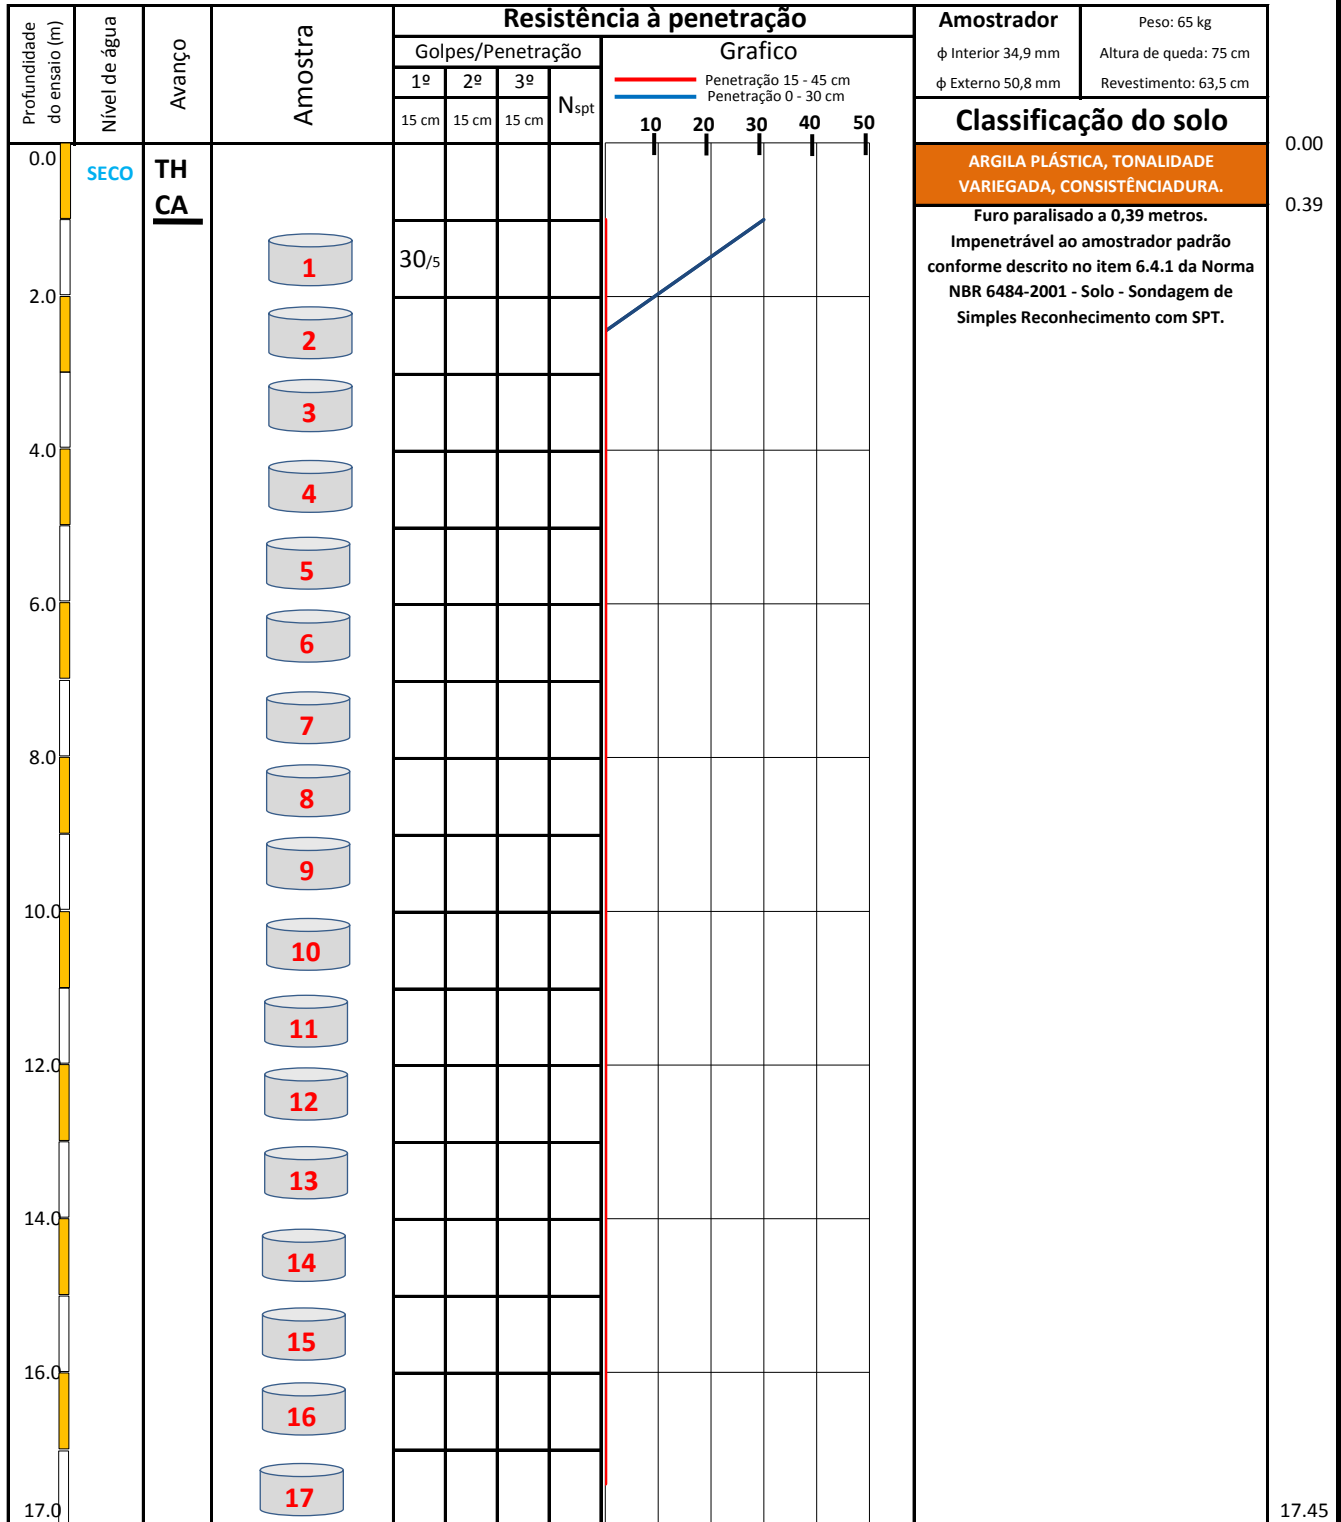 Profundidade
do ensaio (m)
Nível de água
Avanço
Amostra
Resistência à penetração
Golpes/Penetração
1º 2º 3º
15 cm 15 cm 15 cm
Nspt
Grafico
Penetração 15 - 45 cm
Penetração 0 - 30 cm
10 20 30 40 50
Amostrador
ϕ Interior 34,9 mm
ϕ Externo 50,8 mm
Peso: 65 kg
Altura de queda: 75 cm
Revestimento: 63,5 cm
Classificação do solo
0.0
SECO
TH
CA
ARGILA PLÁSTICA, TONALIDADE
VARIEGADA, CONSISTÊNCIADURA.
0.00
0.39
Furo paralisado a 0,39 metros.
Impenetrável ao amostrador padrão
conforme descrito no item 6.4.1 da Norma
NBR 6484-2001 - Solo - Sondagem de
Simples Reconhecimento com SPT.
1
30/5
2.0
2
3
4.0
4
5
6.0
6
7
8.0
8
9
10.0
10
11
12.0
12
13
14.0
14
15
16.0
16
17
17.0
17.45